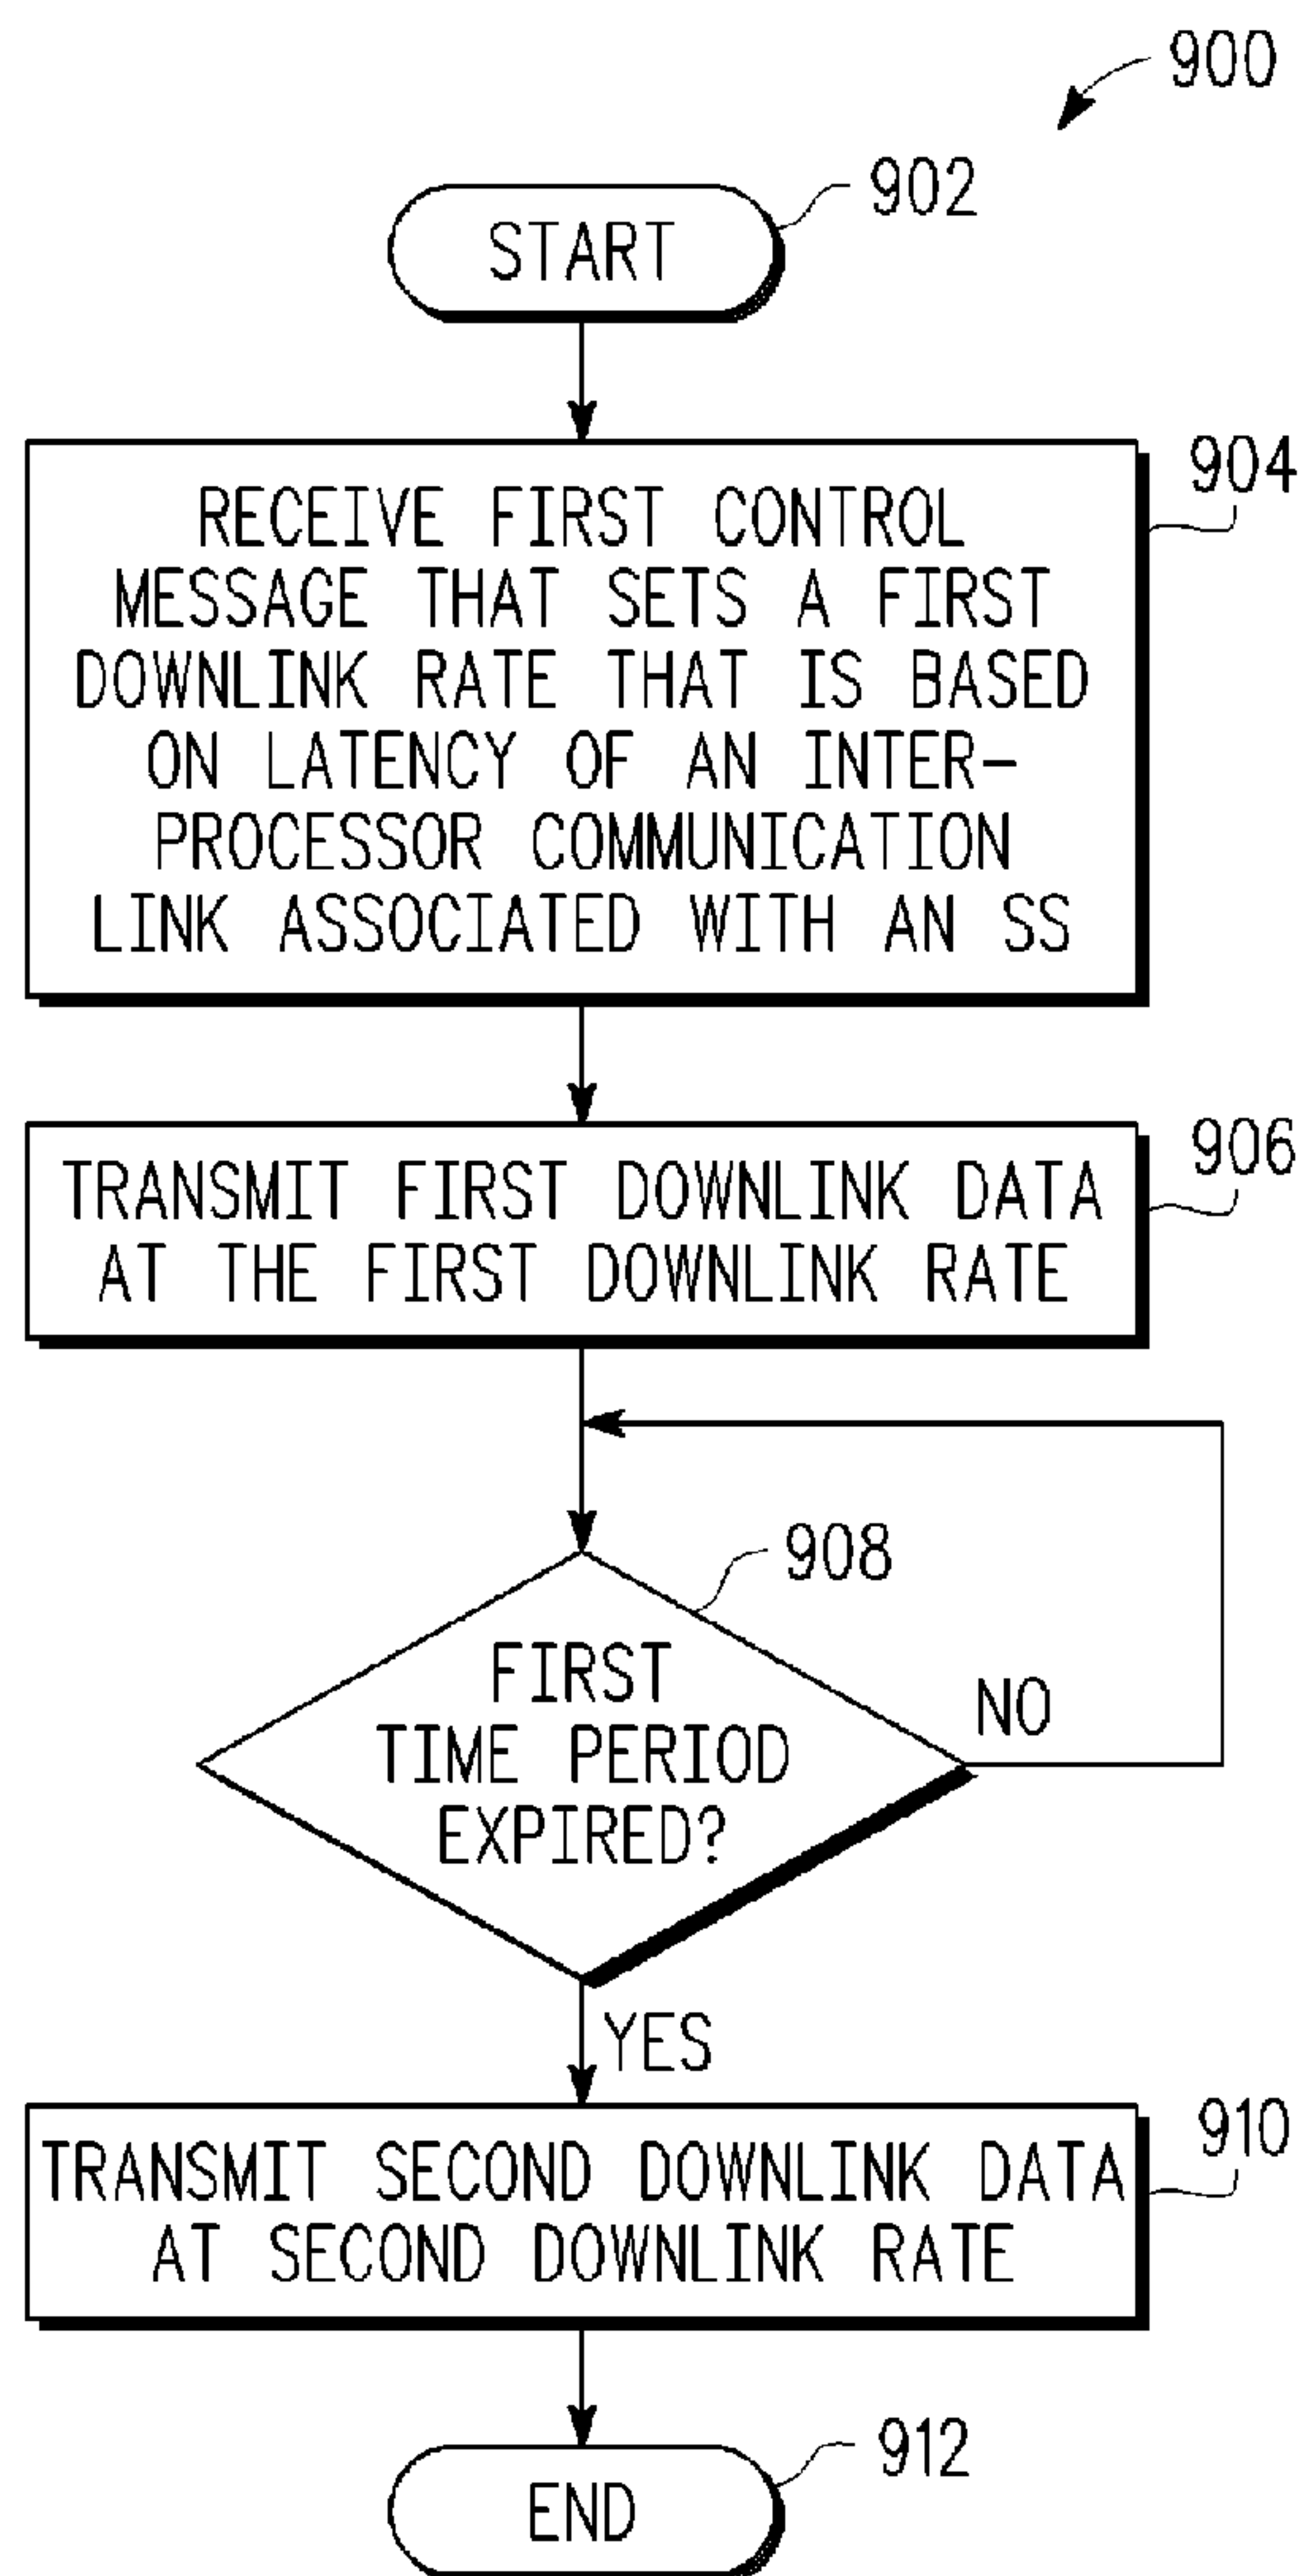 900
902
START
904
RECEIVE FIRST CONTROL
MESSAGE THAT SETS A FIRST
DOWNLINK RATE THAT IS BASED
ON LATENCY OF AN INTER-
PROCESSOR COMMUNICATION
LINK ASSOCIATED WITH AN SS
906
TRANSMIT FIRST DOWNLINK DATA
AT THE FIRST DOWNLINK RATE
908
FIRST
TIME PERIOD
EXPIRED?
NO
YES
910
TRANSMIT SECOND DOWNLINK DATA
AT SECOND DOWNLINK RATE
912
END